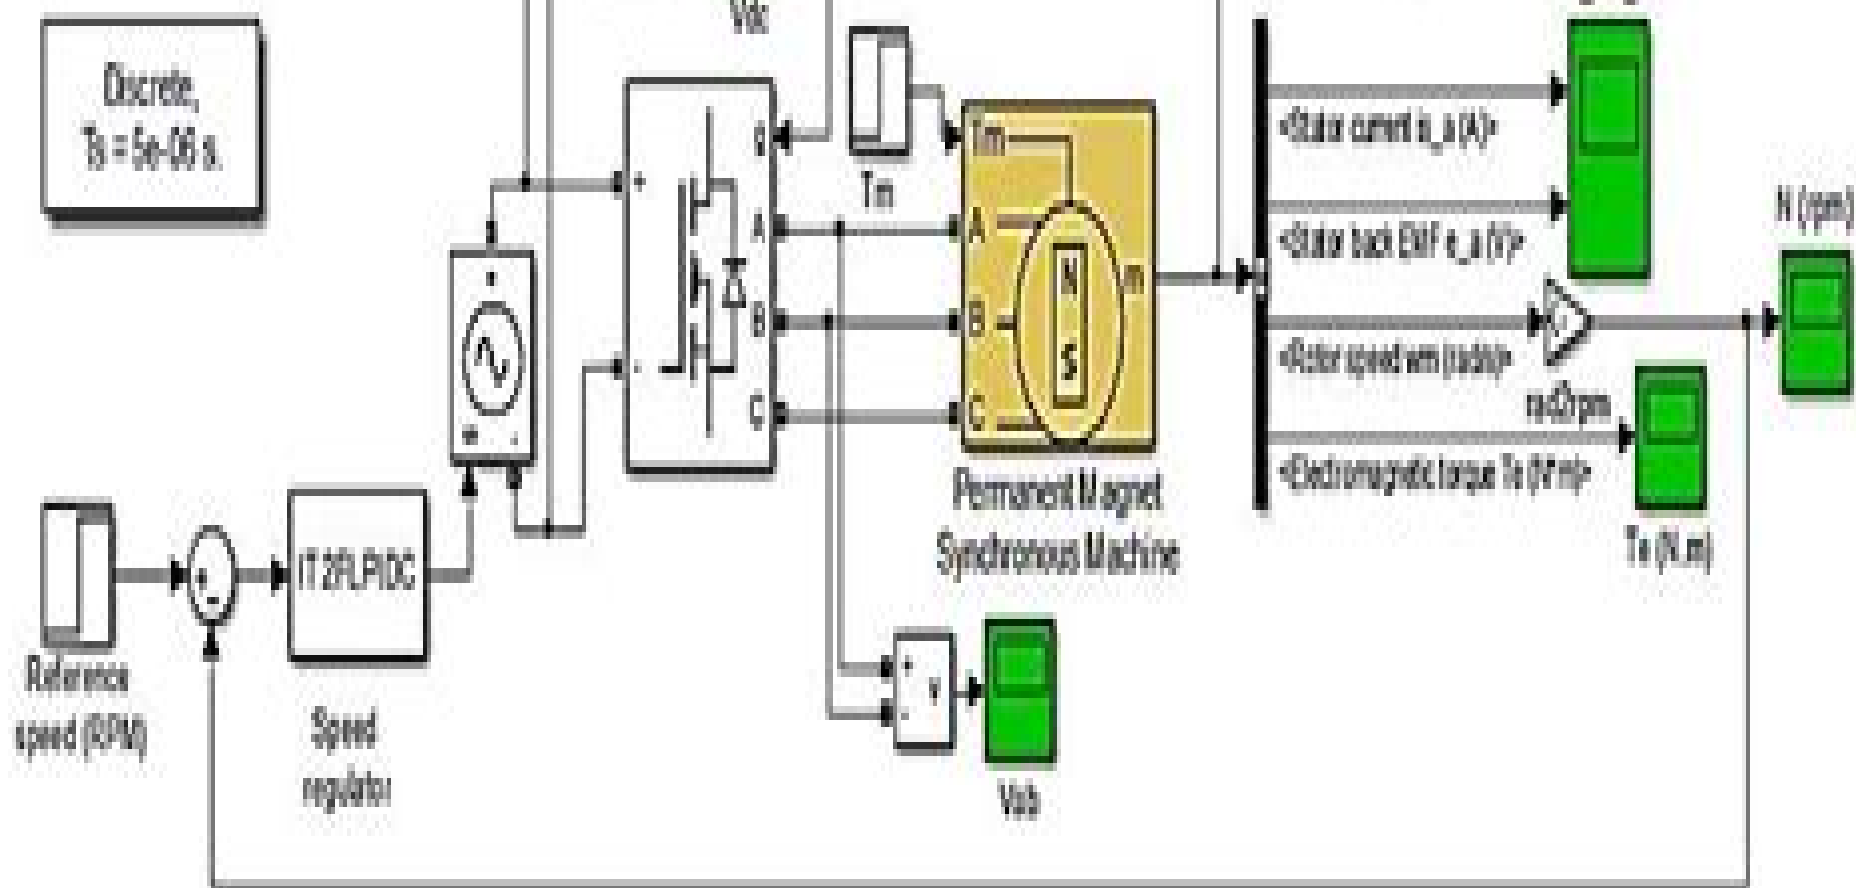 Vdc
Discrete,
Ts = 5e-06 s.
g
Tm
Tm
+
A
A
<Stator current is_a (A)>
<Stator back EMF e_a (V)>
N (rpm)
N
m
B
B
S
-
<Rotor speed wm (rad/s)>
rad2rpm
C
C
<Electromagnetic torque Te (N*m)>
Te (N.m)
Permanent Magnet
Synchronous Machine
+
-
IT2FLPIDC
Reference
speed (RPM)
Speed
regulator
+
v
-
Vab